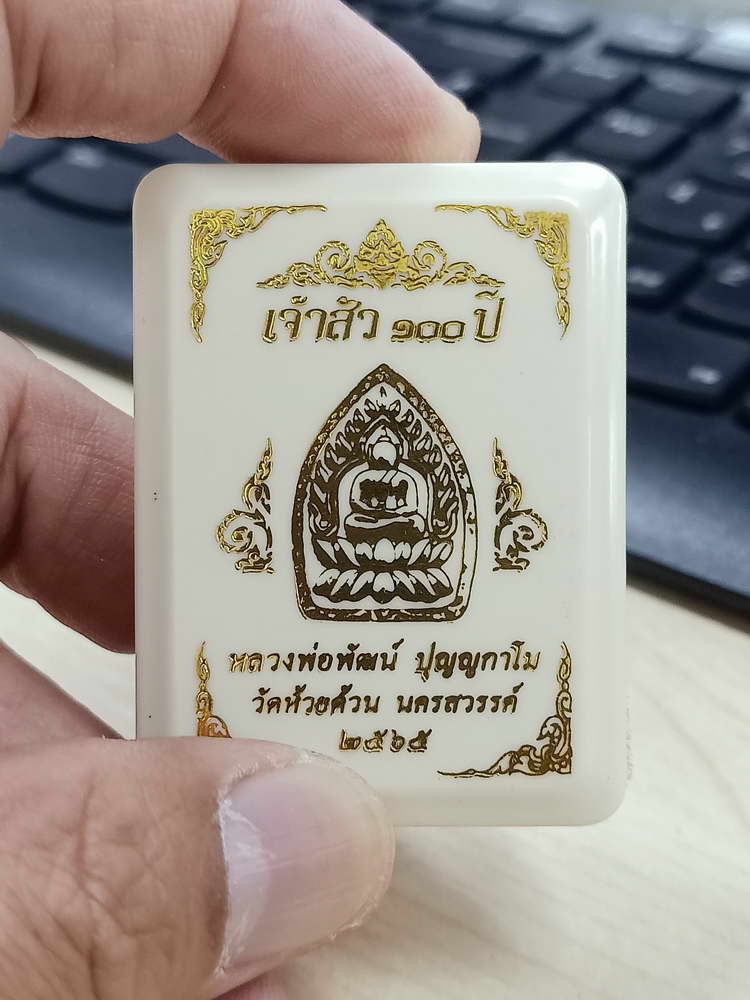 เจ้าสัว ๑๐๐ ปี
หลวงพ่อพัฒน์ ปุญญกาโม
วัดห้วยด้วน นครสวรรค์
๒๕๖๕